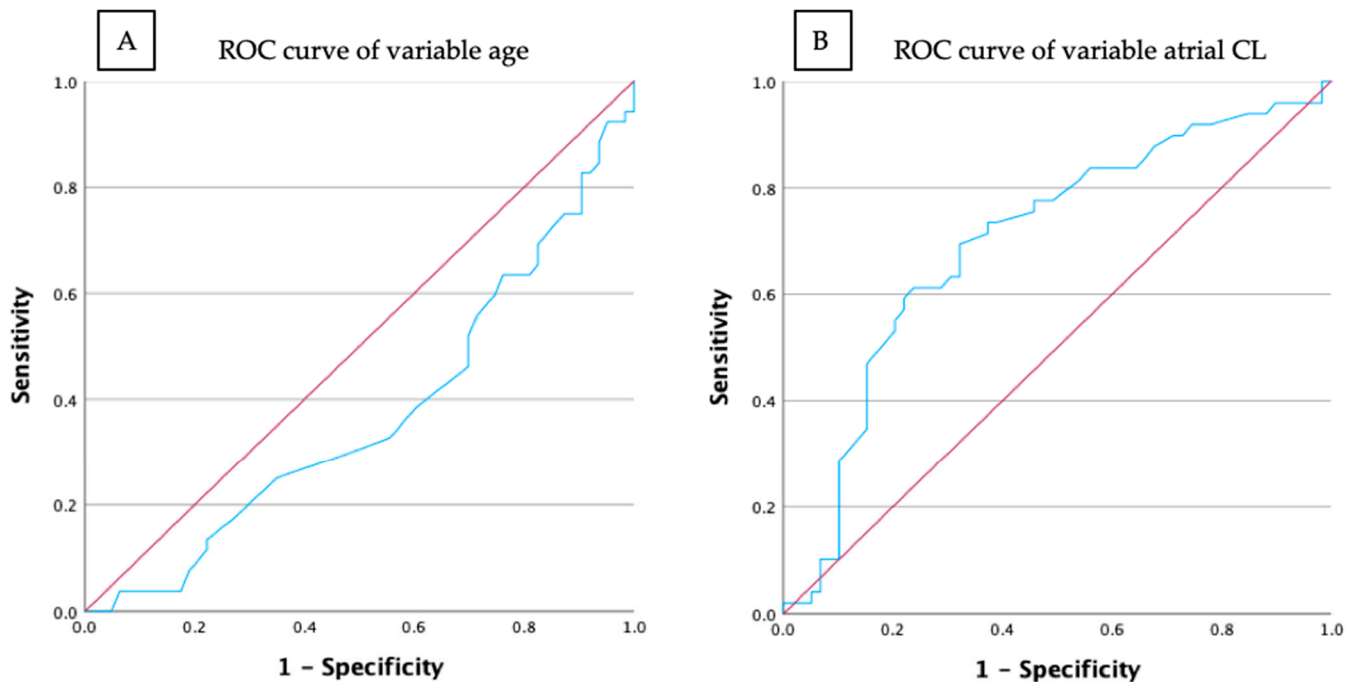 A
ROC curve of variable age
1.0
0.8
0.6
0.4
0.2
0.0
0.0 0.2 0.4 0.6 0.8 1.0
Sensitivity
1 – Specificity
B
ROC curve of variable atrial CL
1.0
0.8
0.6
0.4
0.2
0.0
0.0 0.2 0.4 0.6 0.8 1.0
Sensitivity
1 – Specificity